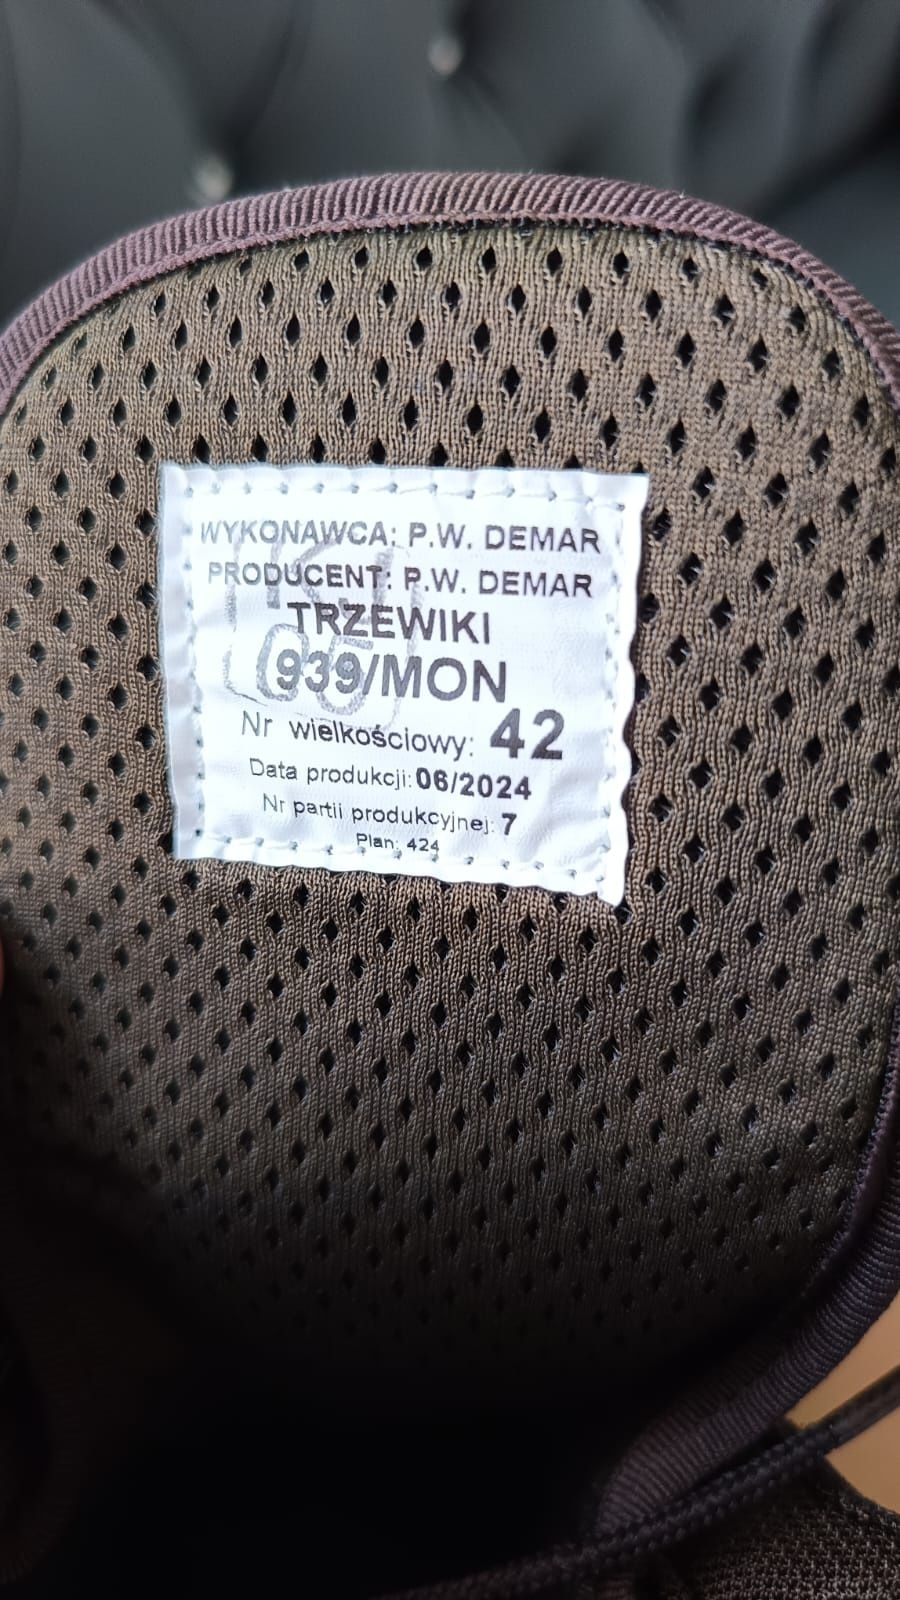 WYKONAWCA: P.W. DEMAR
PRODUCENT: P.W. DEMAR
TRZEWIKI
939/MON
Nr wielkościowy: 42
Data produkcji: 06/2024
Nr partii produkcyjnej: 7
Plan: 424